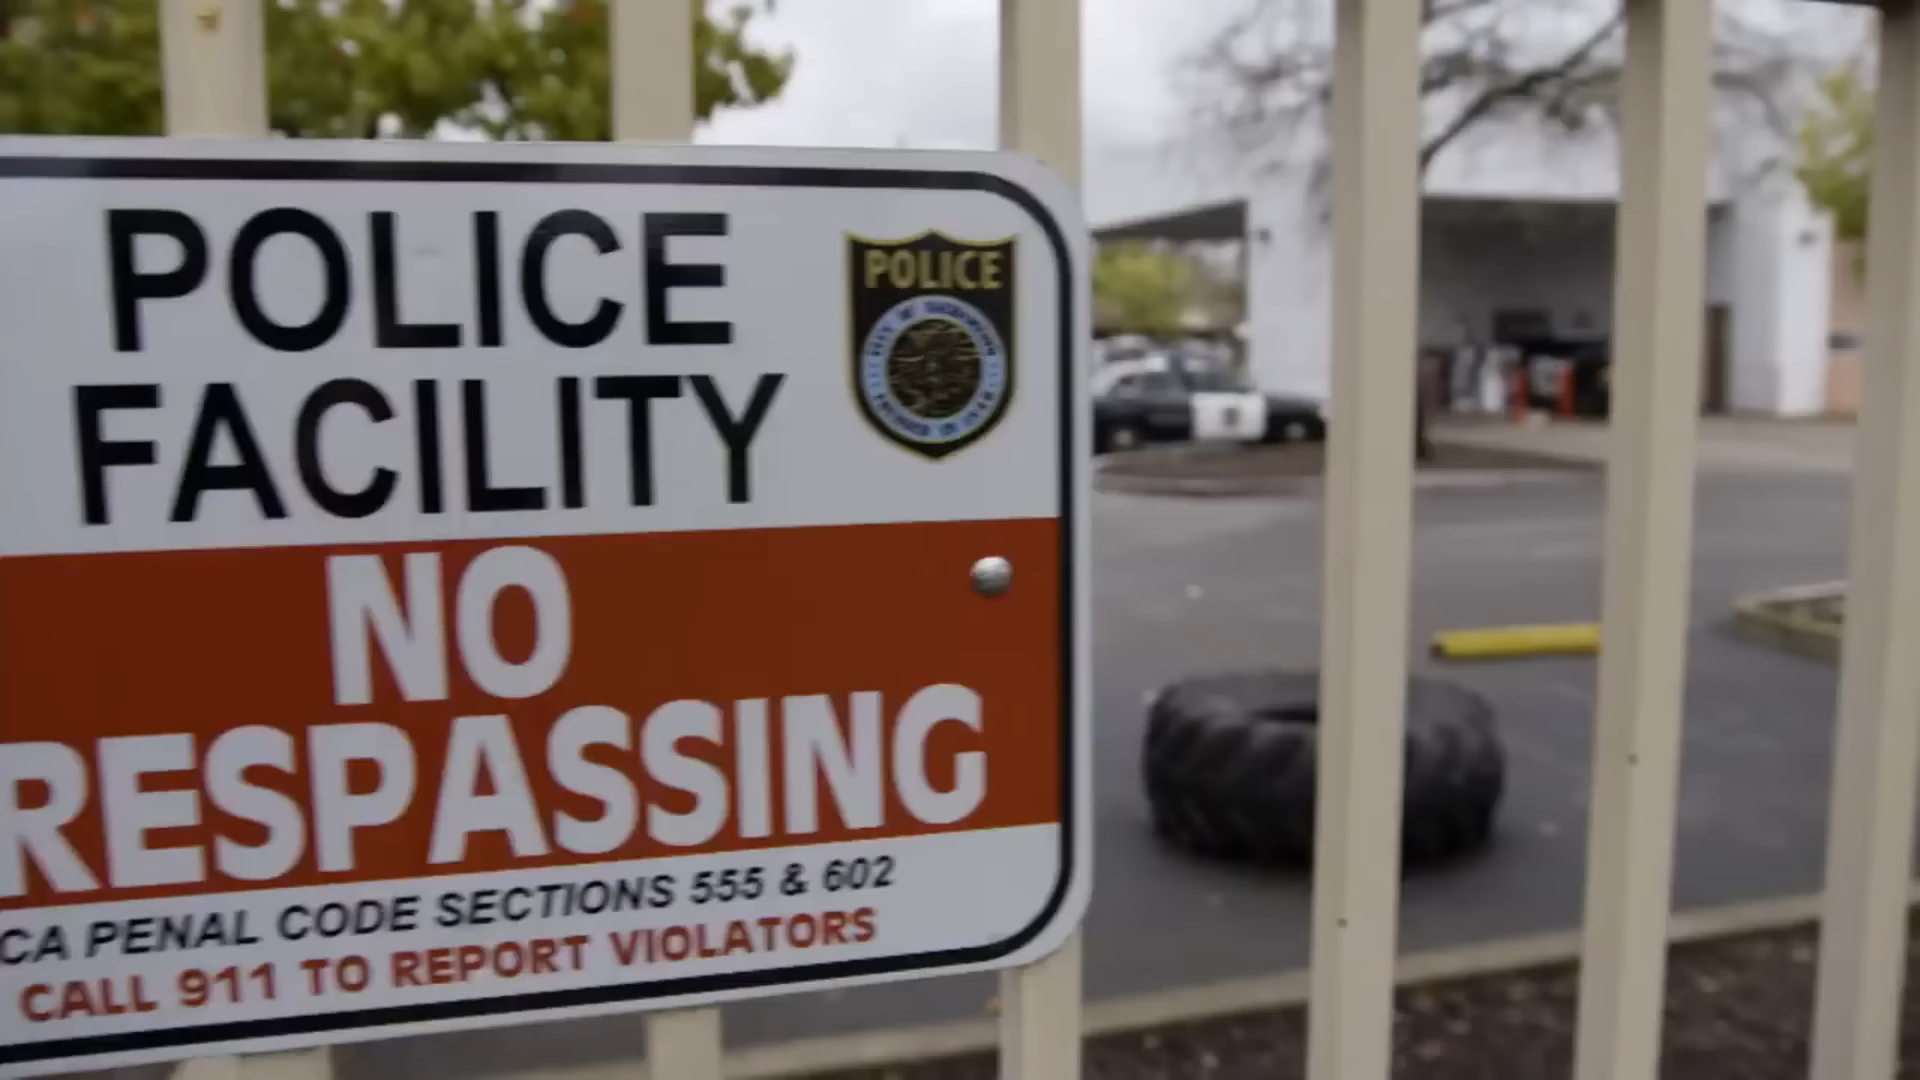 POLICE
FACILITY
POLICE
NO
RESPASSING
CA PENAL CODE SECTIONS 555 & 602
CALL 911 TO REPORT VIOLATORS